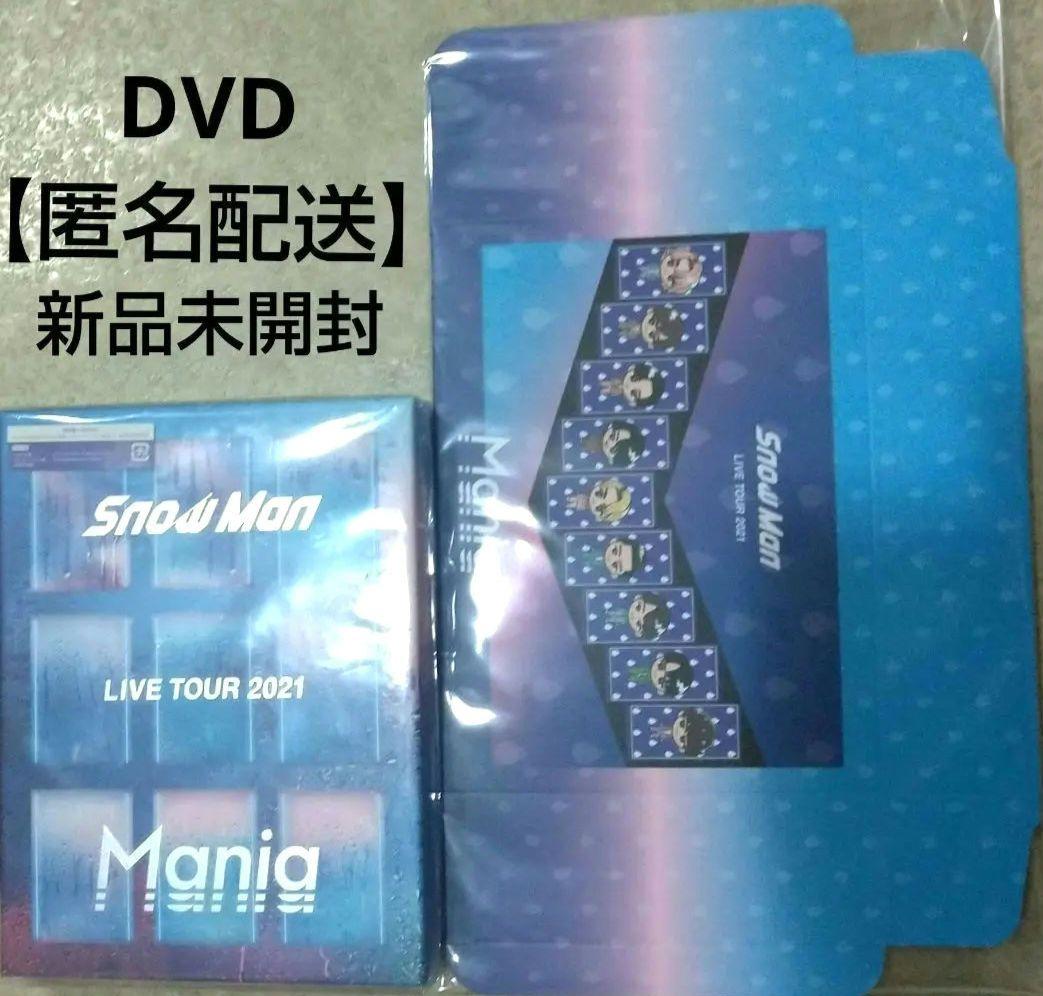 DVD
【匿名配送】
新品未開封
Snow Man
LIVE TOUR 2021
Mania
Snow Man
LIVE TOUR 2021
Mania